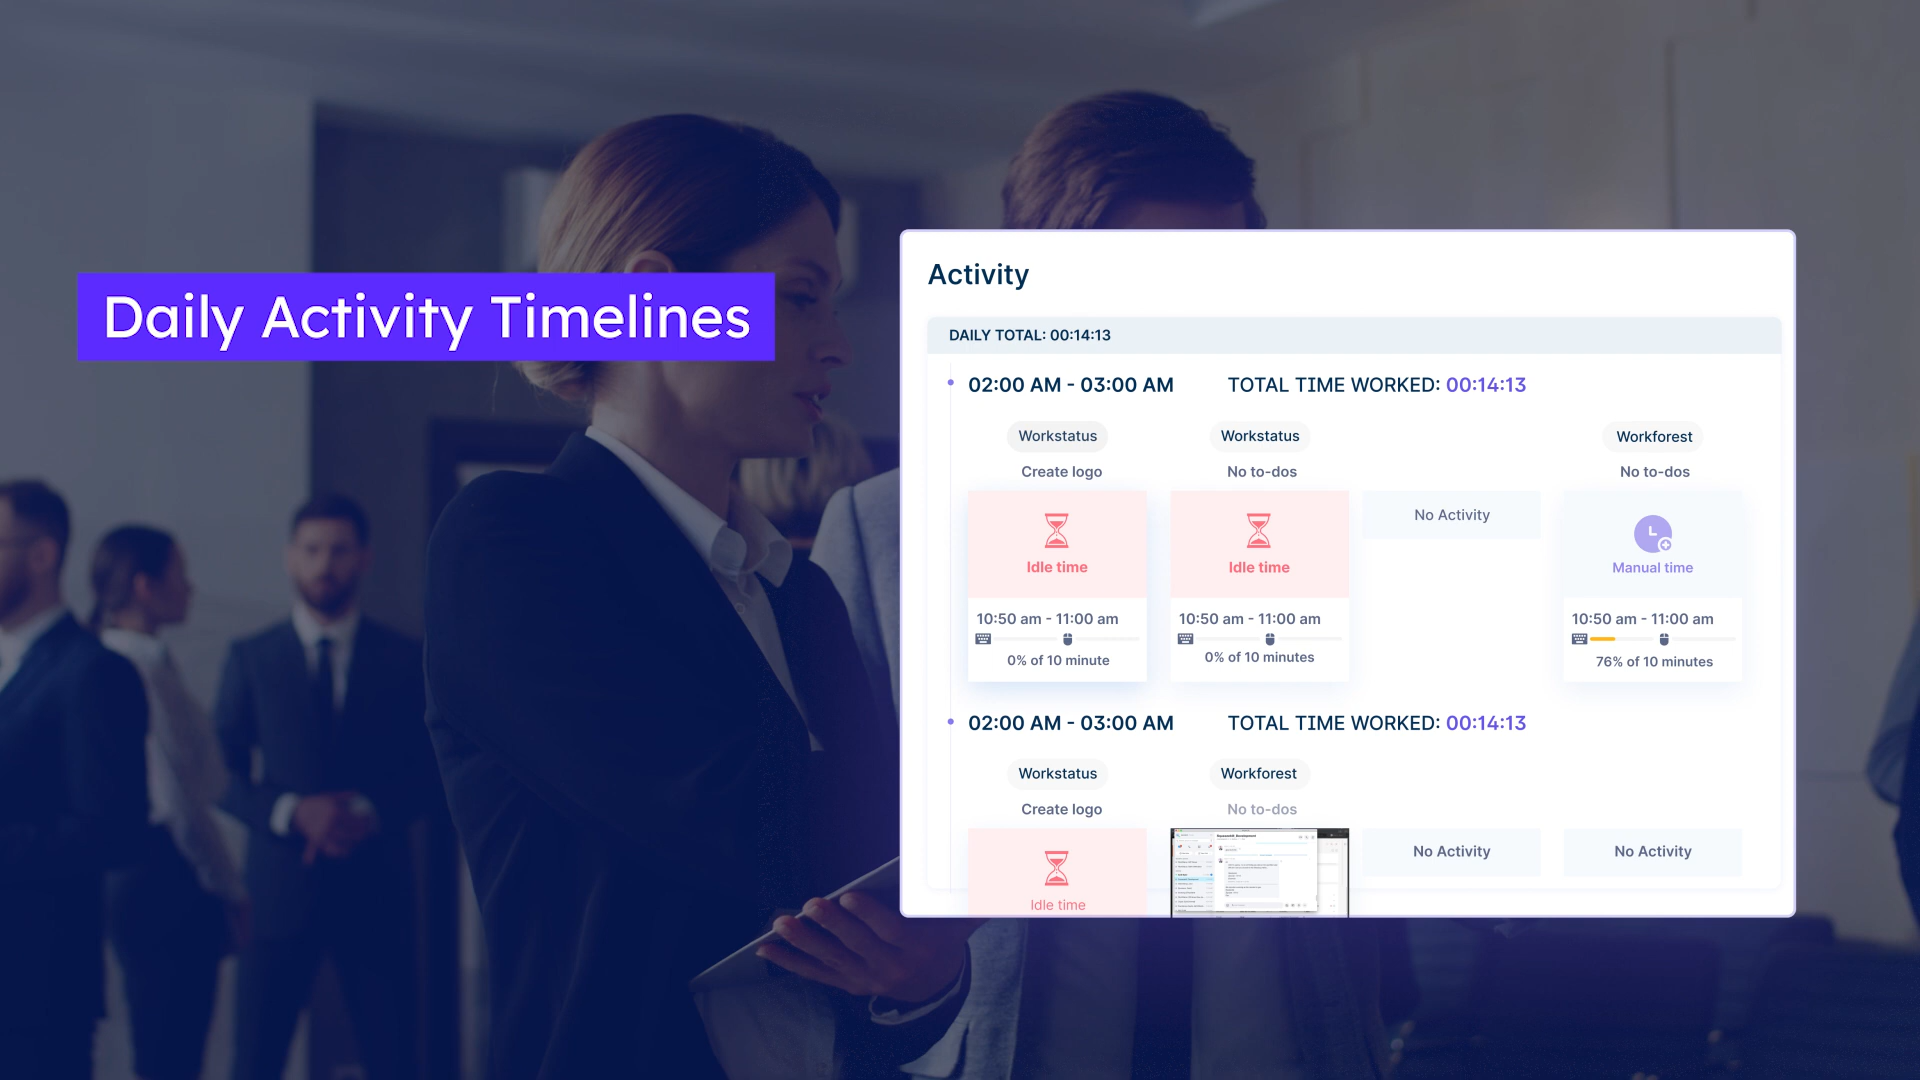 Daily Activity Timelines
Activity
DAILY TOTAL: 00:14:13
02:00 AM - 03:00 AM TOTAL TIME WORKED: 00:14:13
Workstatus Workstatus Workforest
Create logo No to-dos No to-dos
No Activity
Idle time Idle time Manual time
10:50 am - 11:00 am 10:50 am - 11:00 am 10:50 am - 11:00 am
0% of 10 minute 0% of 10 minutes 76% of 10 minutes
02:00 AM - 03:00 AM TOTAL TIME WORKED: 00:14:13
Workstatus Workforest
Create logo No to-dos
No Activity No Activity
Idle time